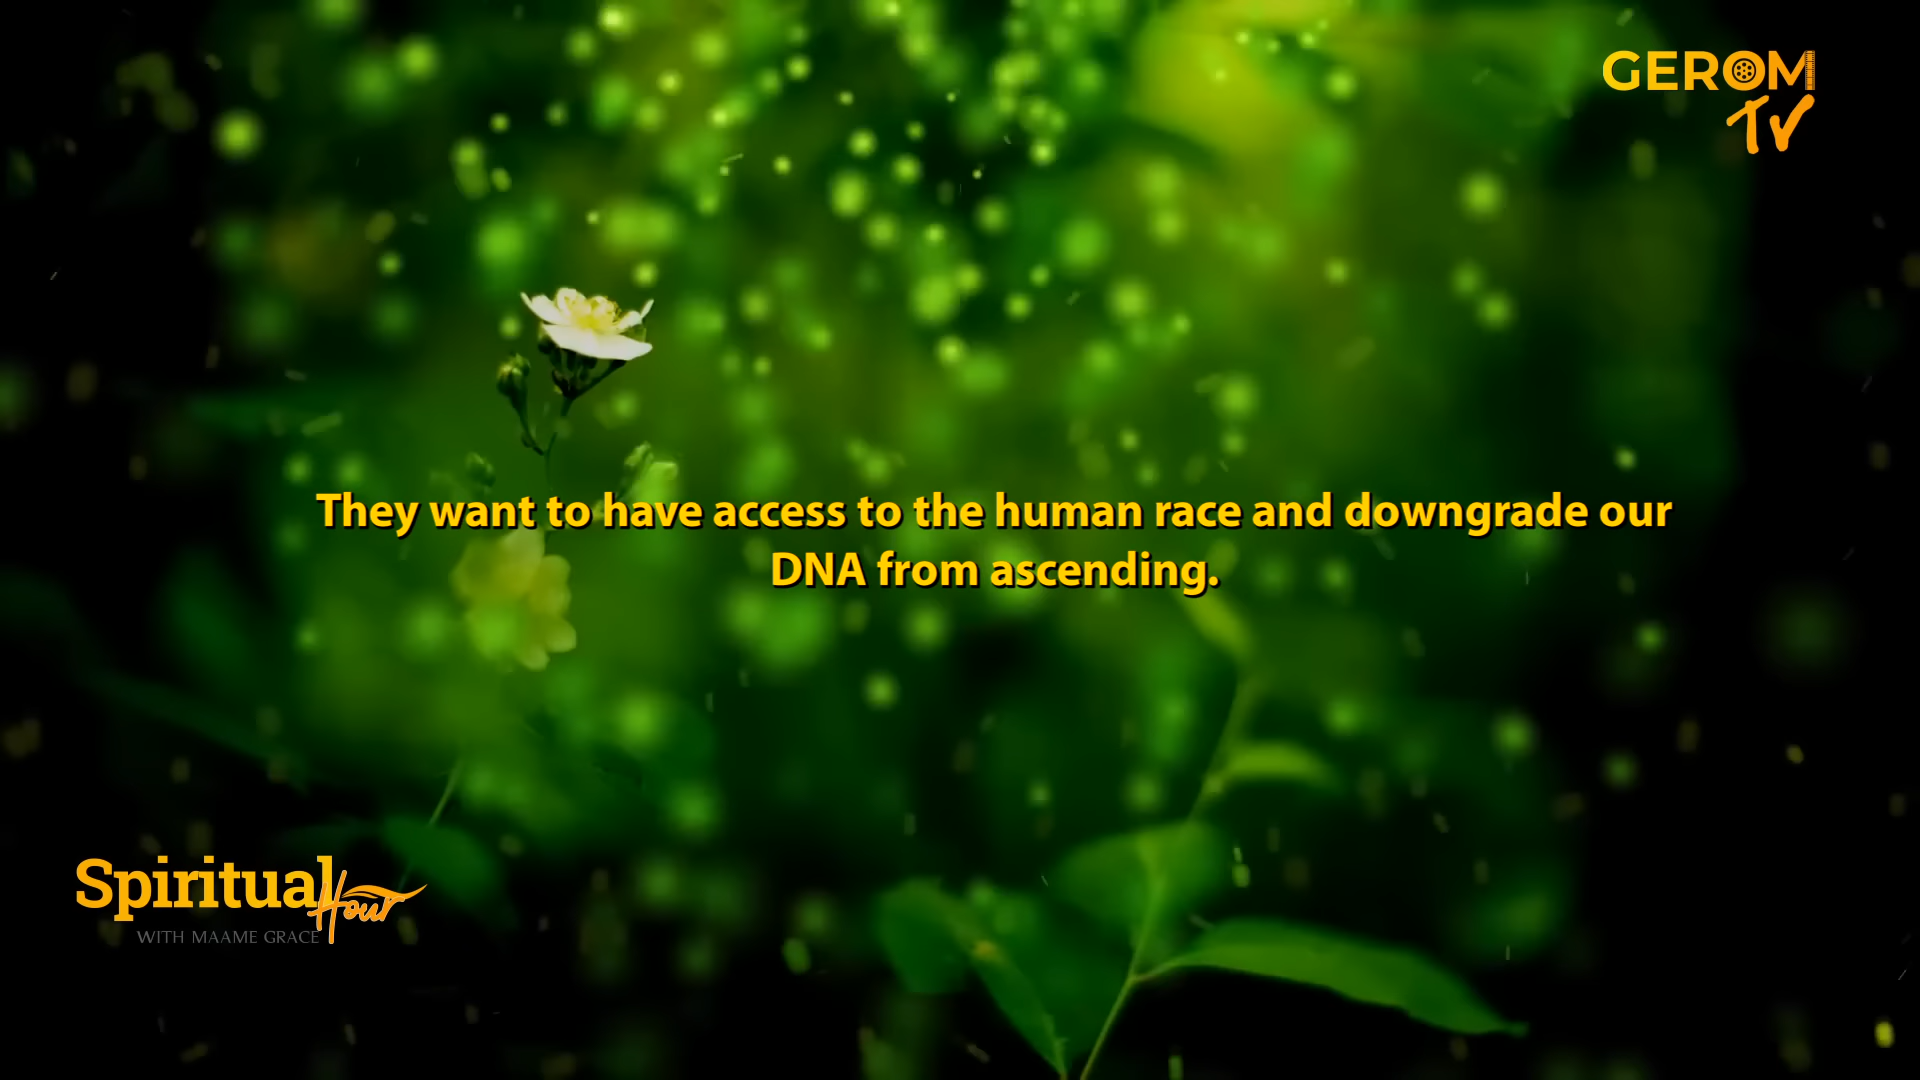 GEROM
TV
They want to have access to the human race and downgrade our
DNA from ascending.
Spiritual
Hour
WITH MAAME GRACE